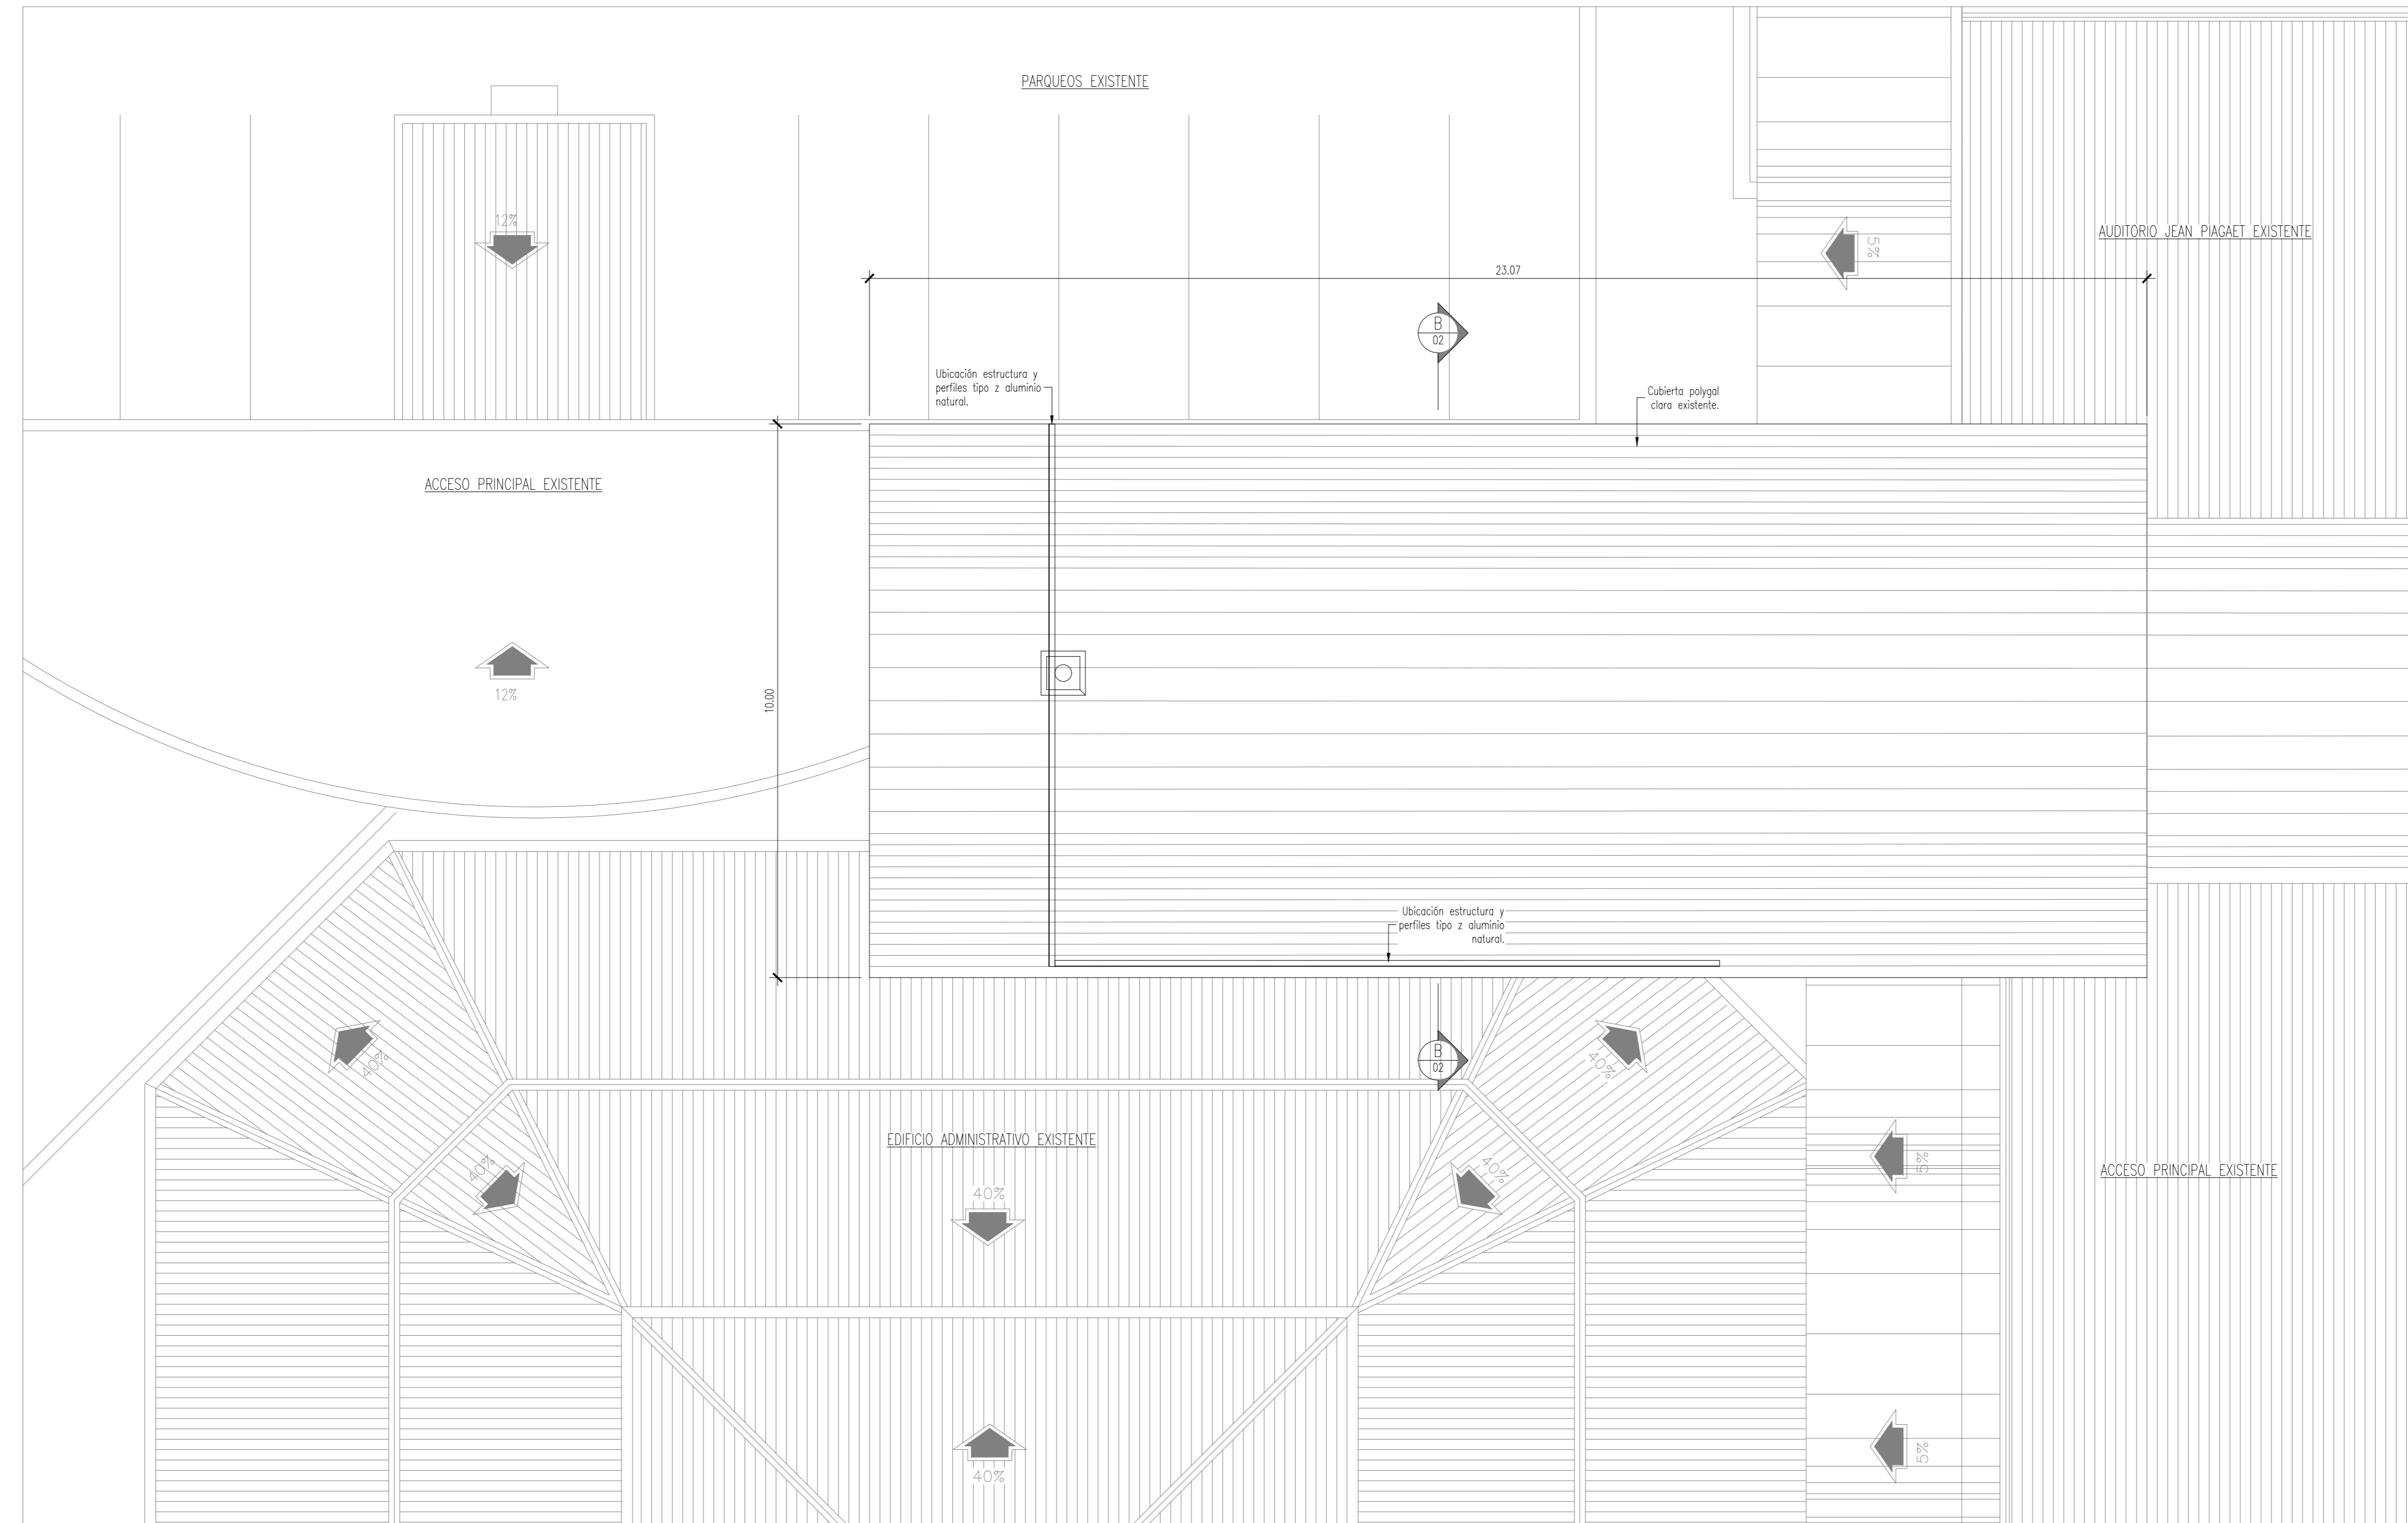 PARQUEOS EXISTENTE
12%
5%
AUDITORIO JEAN PIAGAET EXISTENTE
23.07
B
02
Ubicación estructura y
perfiles tipo z aluminio
natural.
Cubierta polygal
clara existente.
ACCESO PRINCIPAL EXISTENTE
12%
10.00
Ubicación estructura y
perfiles tipo z aluminio
natural.
40%
40%
B
02
EDIFICIO ADMINISTRATIVO EXISTENTE
40%
40%
40%
5%
ACCESO PRINCIPAL EXISTENTE
40%
5%